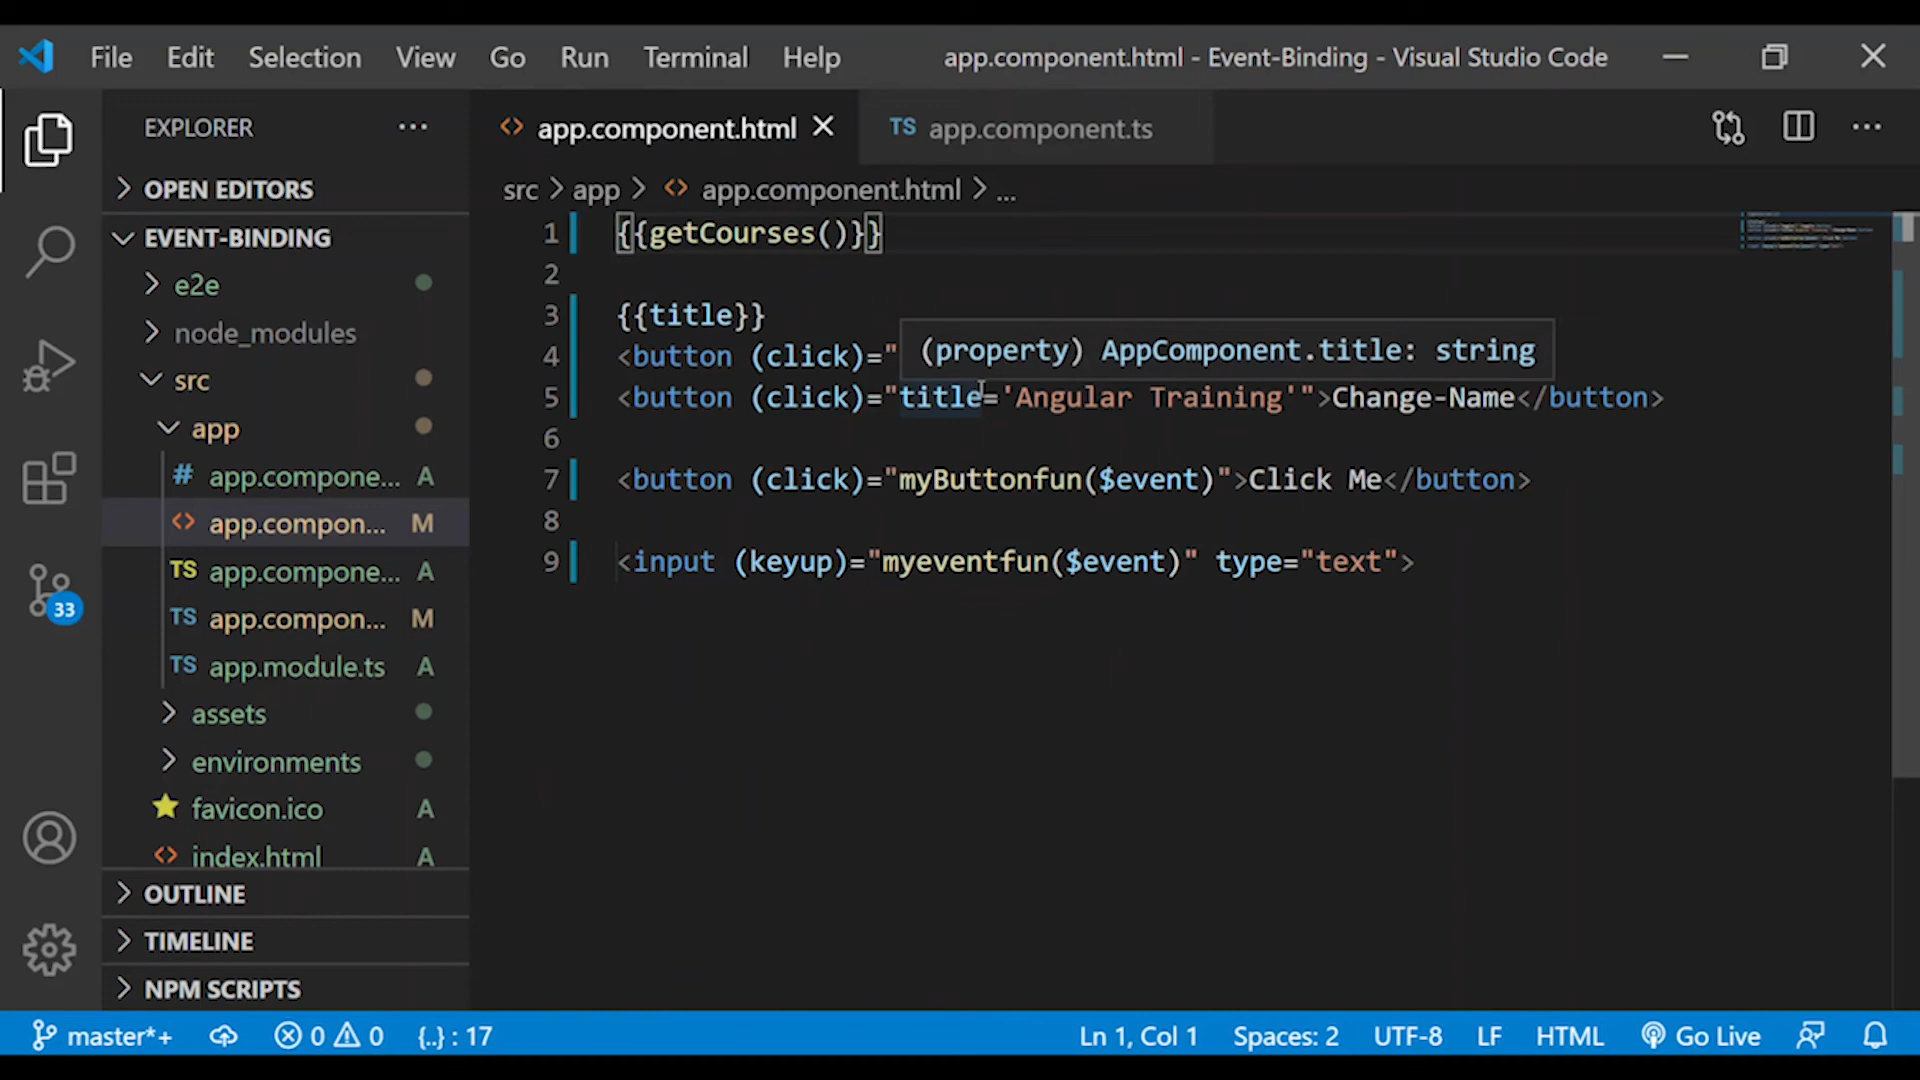 File Edit Selection View Go Run Terminal Help app.component.html - Event-Binding - Visual Studio Code
EXPLORER
app.component.html
TS app.component.ts
OPEN EDITORS
src > app > app.component.html > ...
EVENT-BINDING
e2e
node_modules
src
app
# app.compone... A
app.compon... M
TS app.compone... A
TS app.compon... M
TS app.module.ts A
assets
environments
favicon.ico A
index.html A
OUTLINE
TIMELINE
NPM SCRIPTS
33
1 {{getCourses()}}
2
3 {{title}}
4 <button (click)="
(property) AppComponent.title: string
5 <button (click)="title='Angular Training'">Change-Name</button>
6
7 <button (click)="myButtonfun($event)">Click Me</button>
8
9 <input (keyup)="myeventfun($event)" type="text">
master*+ 0 0 {..} : 17 Ln 1, Col 1 Spaces: 2 UTF-8 LF HTML Go Live